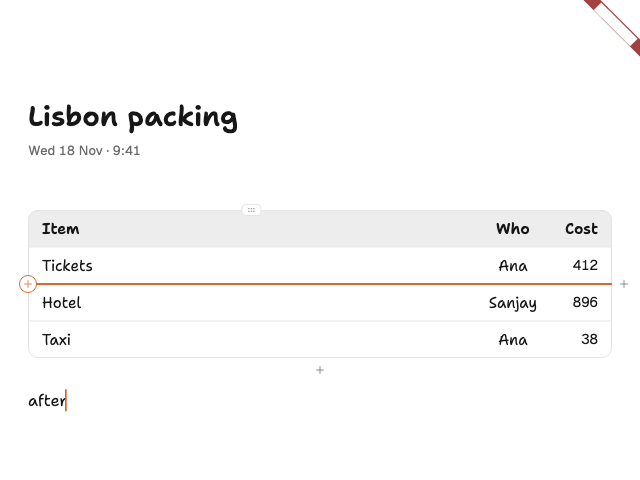 Lisbon packing
Wed 18 Nov · 9:41
Item Who Cost
Tickets Ana 412
Hotel Sanjay 896
Taxi Ana 38
after